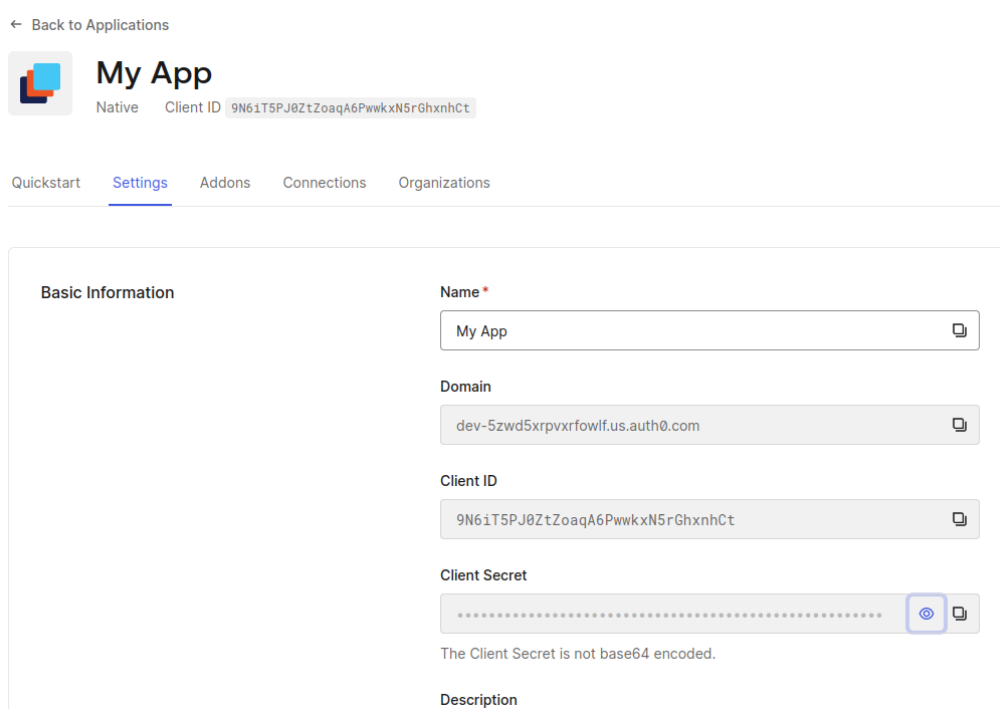 ← Back to Applications
My App
Native Client ID 9N6iT5PJ0ZtZoaqA6PwwkxN5rGhxnhCt
Quickstart Settings Addons Connections Organizations
Basic Information
Name *
My App
Domain
dev-5zwd5xrpvxrfowlf.us.auth0.com
Client ID
9N6iT5PJ0ZtZoaqA6PwwkxN5rGhxnhCt
Client Secret
The Client Secret is not base64 encoded.
Description